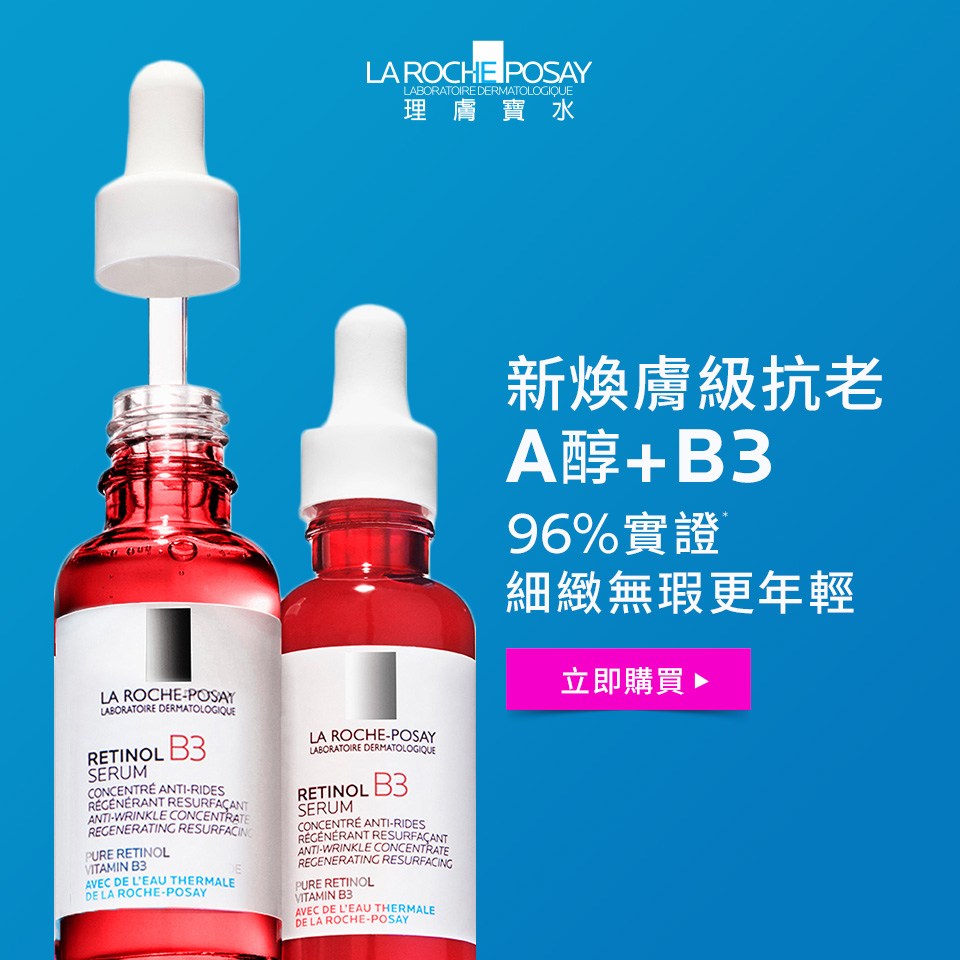 LA ROCHE POSAY
LABORATOIRE DERMATOLOGIQUE
理膚寶水
新煥膚級抗老
A醇+B3
96%實證*
細緻無瑕更年輕
立即購買
LA ROCHE-POSAY
LABORATOIRE DERMATOLOGIQUE
RETINOL B3
SERUM
CONCENTRÉ ANTI-RIDES
RÉGÉNÉRANT RESURFAÇANT
ANTI-WRINKLE CONCENTRATE
REGENERATING RESURFACING
PURE RETINOL
VITAMIN B3
AVEC DE L'EAU THERMALE
DE LA ROCHE-POSAY
LA ROCHE-POSAY
LABORATOIRE DERMATOLOGIQUE
RETINOL B3
SERUM
CONCENTRÉ ANTI-RIDES
RÉGÉNÉRANT RESURFAÇANT
ANTI-WRINKLE CONCENTRATE
REGENERATING RESURFACING
PURE RETINOL
VITAMIN B3
AVEC DE L'EAU THERMALE
DE LA ROCHE-POSAY